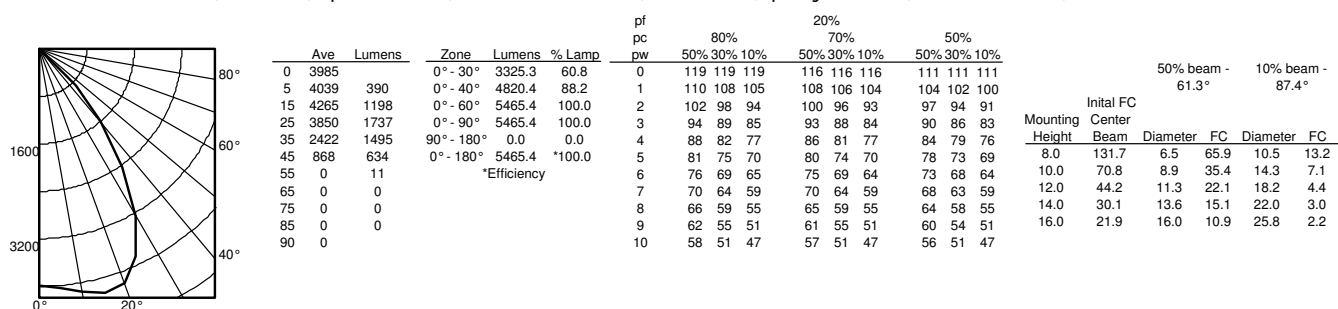 80°
60°
40°
20°
0°
1600
3200
Ave Lumens
0 3985
5 4039 390
15 4265 1198
25 3850 1737
35 2422 1495
45 868 634
55 0 11
65 0 0
75 0 0
85 0 0
90 0
Zone Lumens % Lamp
0° - 30° 3325.3 60.8
0° - 40° 4820.4 88.2
0° - 60° 5465.4 100.0
0° - 90° 5465.4 100.0
90° - 180° 0.0 0.0
0° - 180° 5465.4 *100.0
*Efficiency
pf 20%
pc 80% 70% 50%
pw 50% 30% 10% 50% 30% 10% 50% 30% 10%
0 119 119 119 116 116 116 111 111 111
1 110 108 105 108 106 104 104 102 100
2 102 98 94 100 96 93 97 94 91
3 94 89 85 93 88 84 90 86 83
4 88 82 77 86 81 77 84 79 76
5 81 75 70 80 74 70 78 73 69
6 76 69 65 75 69 64 73 68 64
7 70 64 59 70 64 59 68 63 59
8 66 59 55 65 59 55 64 58 55
9 62 55 51 61 55 51 60 54 51
10 58 51 47 57 51 47 56 51 47
50% beam - 10% beam -
61.3° 87.4°
Inital FC
Mounting Center
Height Beam Diameter FC Diameter FC
8.0 131.7 6.5 65.9 10.5 13.2
10.0 70.8 8.9 35.4 14.3 7.1
12.0 44.2 11.3 22.1 18.2 4.4
14.0 30.1 13.6 15.1 22.0 3.0
16.0 21.9 16.0 10.9 25.8 2.2